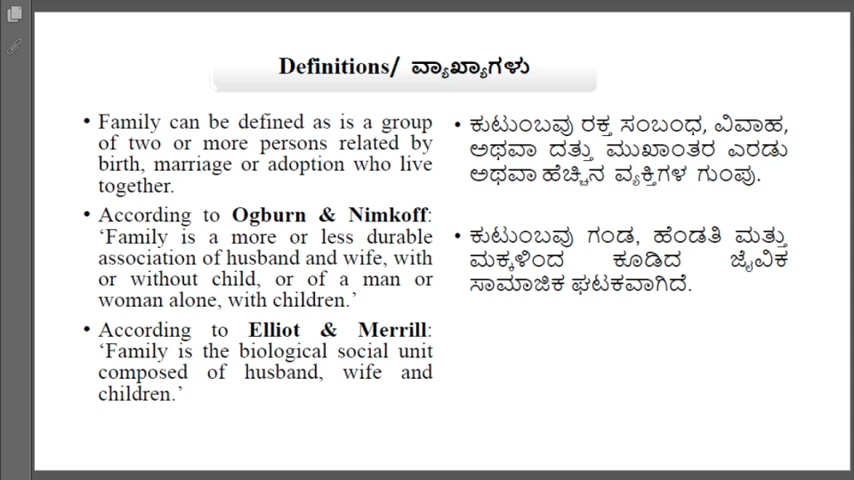 Definitions/ ವ್ಯಾಖ್ಯಾಗಳು
• Family can be defined as is a group
of two or more persons related by
birth, marriage or adoption who live
together.
• According to Ogburn & Nimkoff:
‘Family is a more or less durable
association of husband and wife, with
or without child, or of a man or
woman alone, with children.’
• According to Elliot & Merrill:
‘Family is the biological social unit
composed of husband, wife and
children.’
• ಕುಟುಂಬವು ರಕ್ತ ಸಂಬಂಧ, ವಿವಾಹ,
ಅಥವಾ ದತ್ತು ಮುಖಾಂತರ ಎರಡು
ಅಥವಾ ಹೆಚ್ಚಿನ ವ್ಯಕ್ತಿಗಳ ಗುಂಪು.
• ಕುಟುಂಬವು ಗಂಡ, ಹೆಂಡತಿ ಮತ್ತು
ಮಕ್ಕಳಿಂದ ಕೂಡಿದ ಜೈವಿಕ
ಸಾಮಾಜಿಕ ಘಟಕವಾಗಿದೆ.